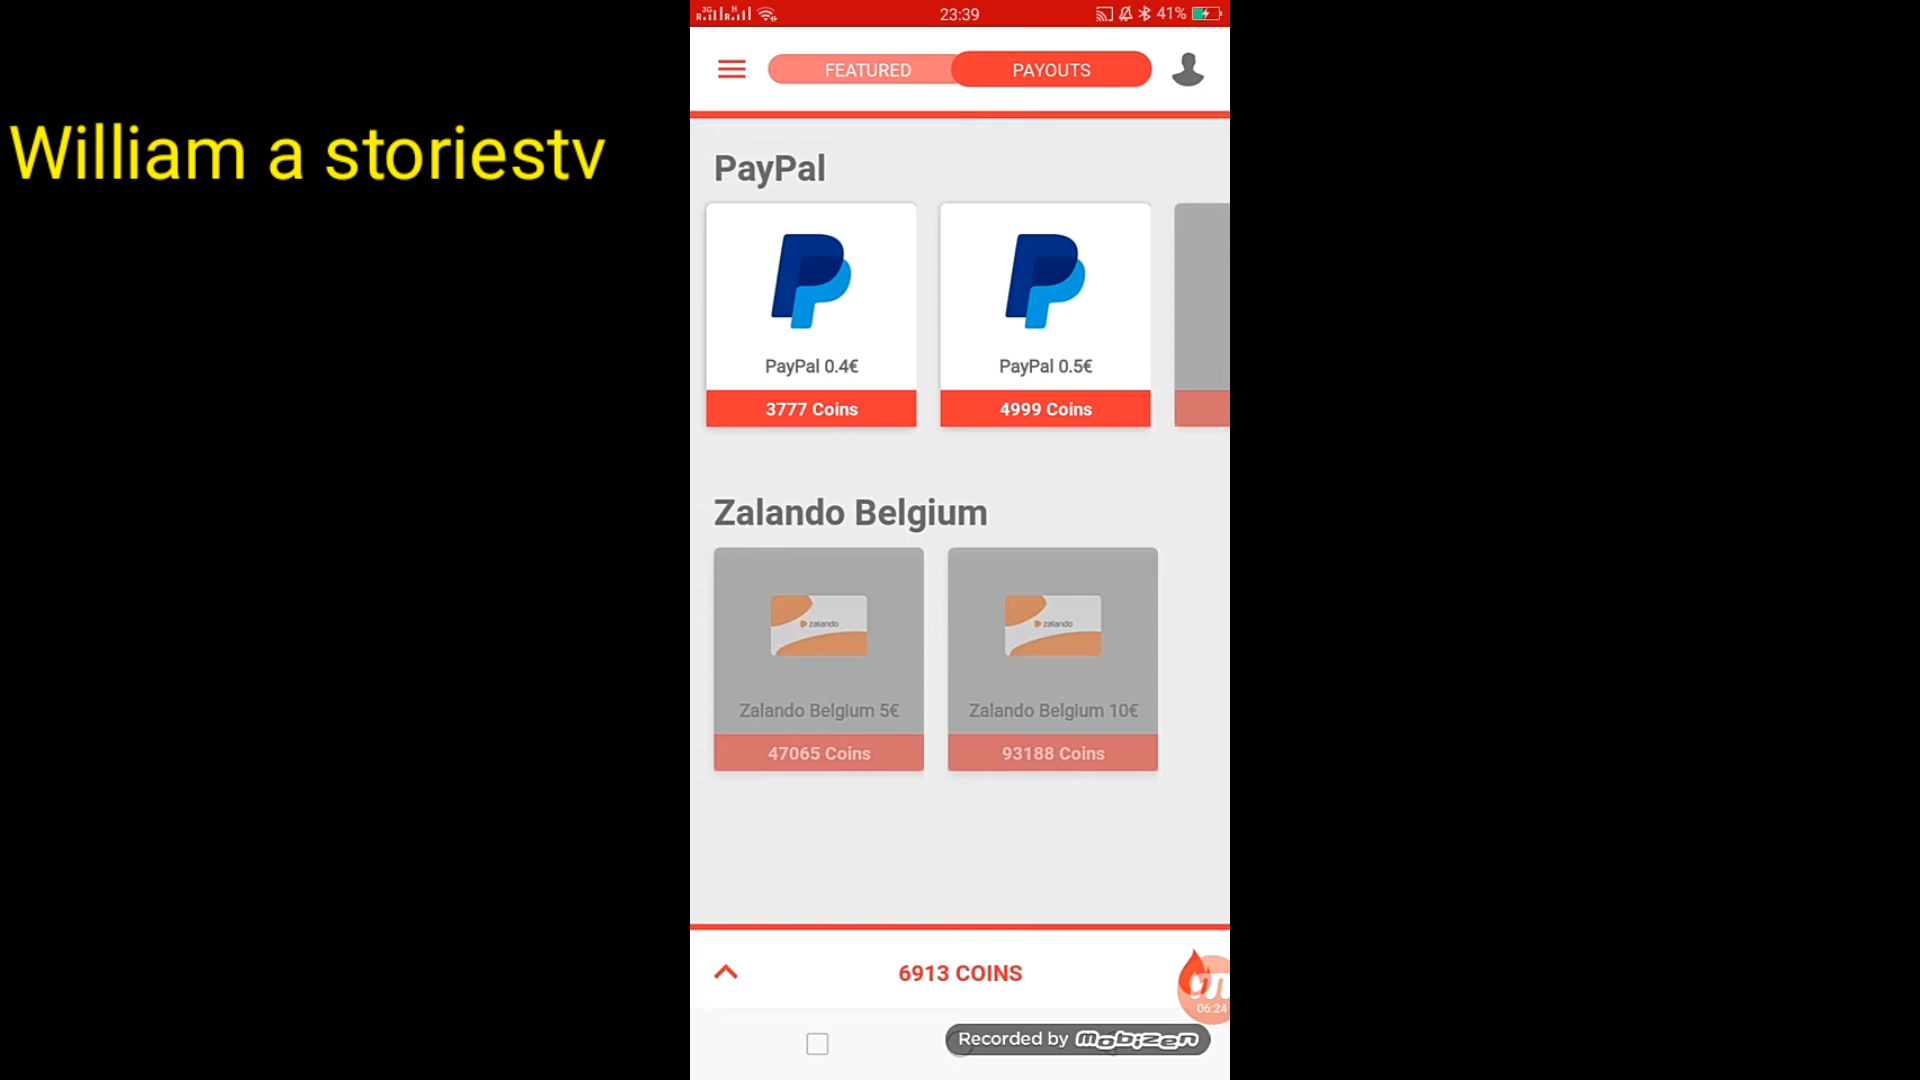 3G
R
H
R
23:39
41%
FEATURED
PAYOUTS
William a storiestv
PayPal
PayPal 0.4€
PayPal 0.5€
3777 Coins
4999 Coins
Zalando Belgium
zalando
zalando
Zalando Belgium 5€
Zalando Belgium 10€
47065 Coins
93188 Coins
6913 COINS
06:24
Recorded by mobizen